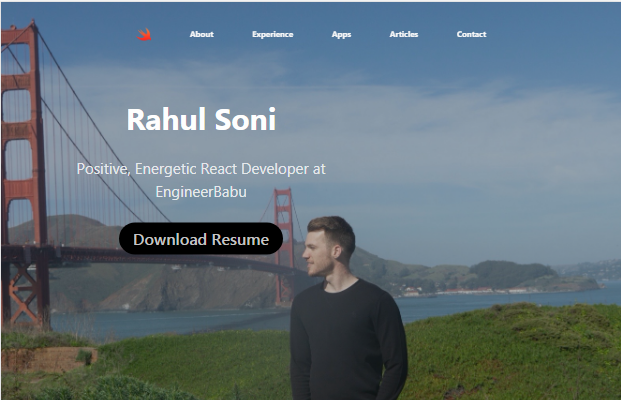 About Experience Apps Articles Contact
Rahul Soni
Positive, Energetic React Developer at
EngineerBabu
Download Resume